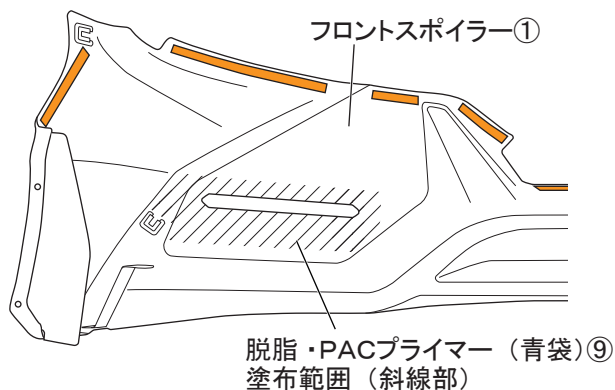 フロントスポイラー①
脱脂・PACプライマー（青袋）⑨
塗布範囲（斜線部）